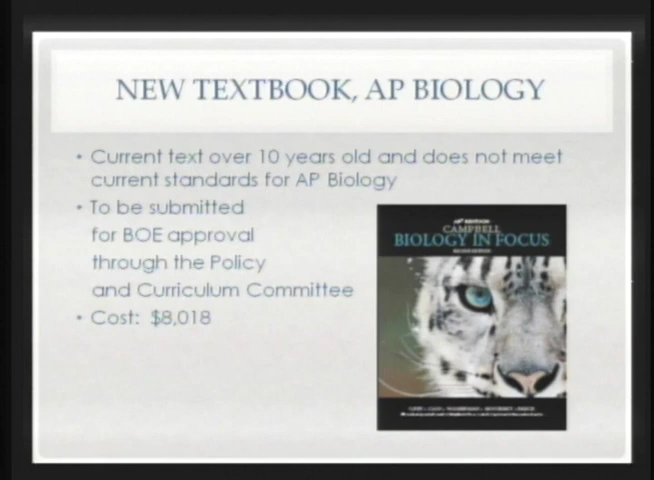 NEW TEXTBOOK, AP BIOLOGY
• Current text over 10 years old and does not meet
current standards for AP Biology
• To be submitted
for BOE approval
through the Policy
and Curriculum Committee
• Cost: $8,018
CAMPBELL
BIOLOGY IN FOCUS